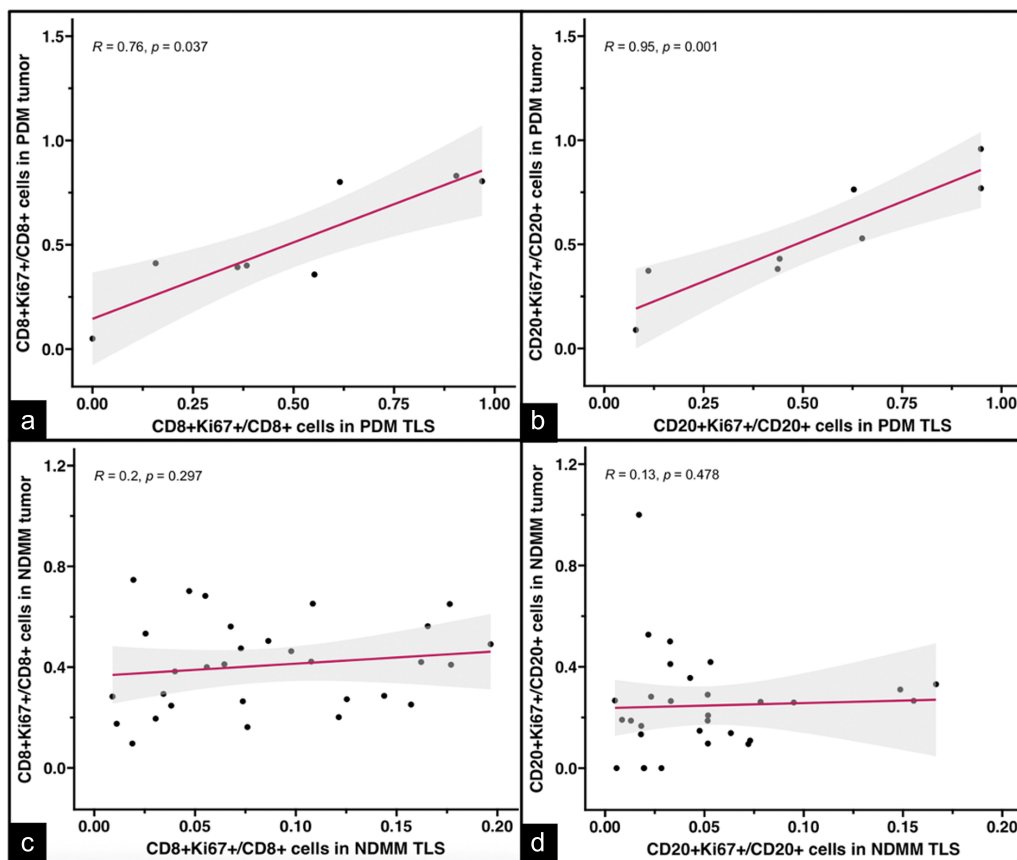 R = 0.76, p = 0.037
CD8+Ki67+/CD8+ cells in PDM tumor
1.5
1.0
0.5
0.0
0.00 0.25 0.50 0.75 1.00
CD8+Ki67+/CD8+ cells in PDM TLS
a
R = 0.95, p = 0.001
CD20+Ki67+/CD20+ cells in PDM tumor
1.5
1.0
0.5
0.0
0.00 0.25 0.50 0.75 1.00
CD20+Ki67+/CD20+ cells in PDM TLS
b
R = 0.2, p = 0.297
CD8+Ki67+/CD8+ cells in NDMM tumor
1.2
0.8
0.4
0.0
0.00 0.05 0.10 0.15 0.20
CD8+Ki67+/CD8+ cells in NDMM TLS
c
R = 0.13, p = 0.478
CD20+Ki67+/CD20+ cells in NDMM tumor
1.2
0.8
0.4
0.0
0.00 0.05 0.10 0.15 0.20
CD20+Ki67+/CD20+ cells in NDMM TLS
d